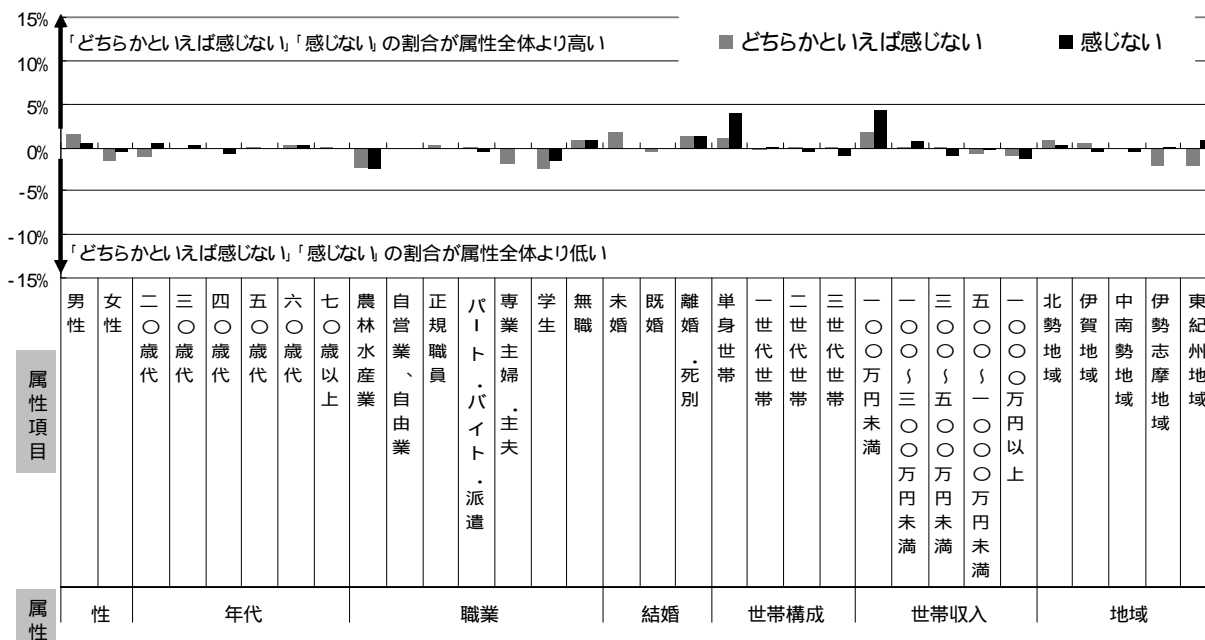 15%
「どちらかといえば感じない」、「感じない」の割合が属性全体より高い
■ どちらかといえば感じない ■ 感じない
10%
5%
0%
-5%
-10%
「どちらかといえば感じない」、「感じない」の割合が属性全体より低い
-15%
属性項目
男性
女性
二〇歳代
三〇歳代
四〇歳代
五〇歳代
六〇歳代
七〇歳以上
農林水産業
自営業、自由業
正規職員
パート・バイト・派遣
専業主婦・主夫
学生
無職
未婚
既婚
離婚・死別
単身世帯
一世代世帯
二世代世帯
三世代世帯
一〇〇万円未満
一〇〇～三〇〇万円未満
三〇〇～五〇〇万円未満
五〇〇～一〇〇〇万円未満
一〇〇〇万円以上
北勢地域
伊賀地域
中南勢地域
伊勢志摩地域
東紀州地域
属性
性
年代
職業
結婚
世帯構成
世帯収入
地域